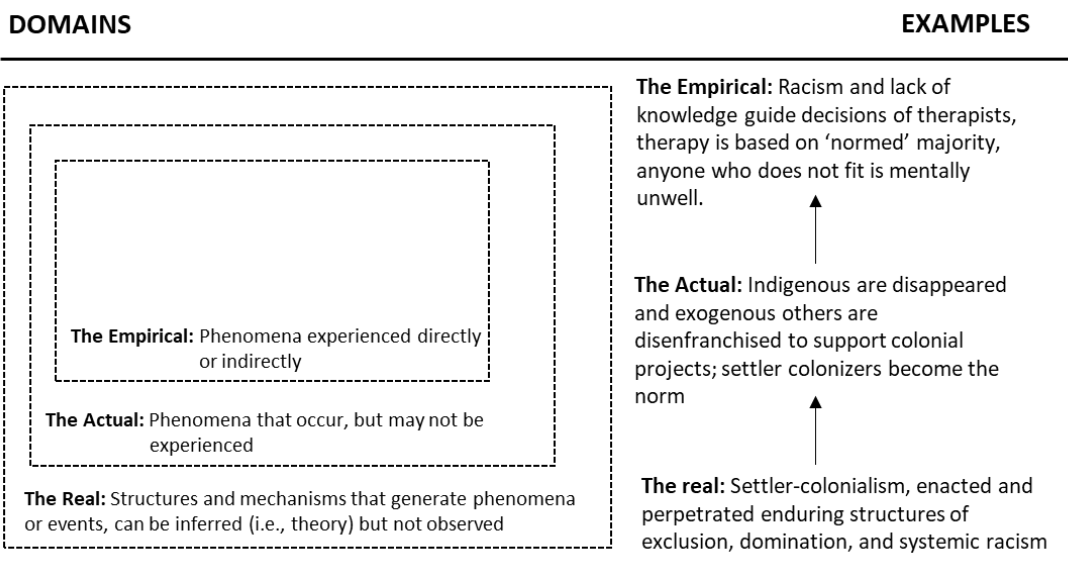 DOMAINS
EXAMPLES
The Empirical: Phenomena experienced directly
or indirectly
The Actual: Phenomena that occur, but may not be
experienced
The Real: Structures and mechanisms that generate phenomena
or events, can be inferred (i.e., theory) but not observed
The Empirical: Racism and lack of
knowledge guide decisions of therapists,
therapy is based on ‘normed’ majority,
anyone who does not fit is mentally
unwell.
The Actual: Indigenous are disappeared
and exogenous others are
disenfranchised to support colonial
projects; settler colonizers become the
norm
The real: Settler-colonialism, enacted and
perpetrated enduring structures of
exclusion, domination, and systemic racism